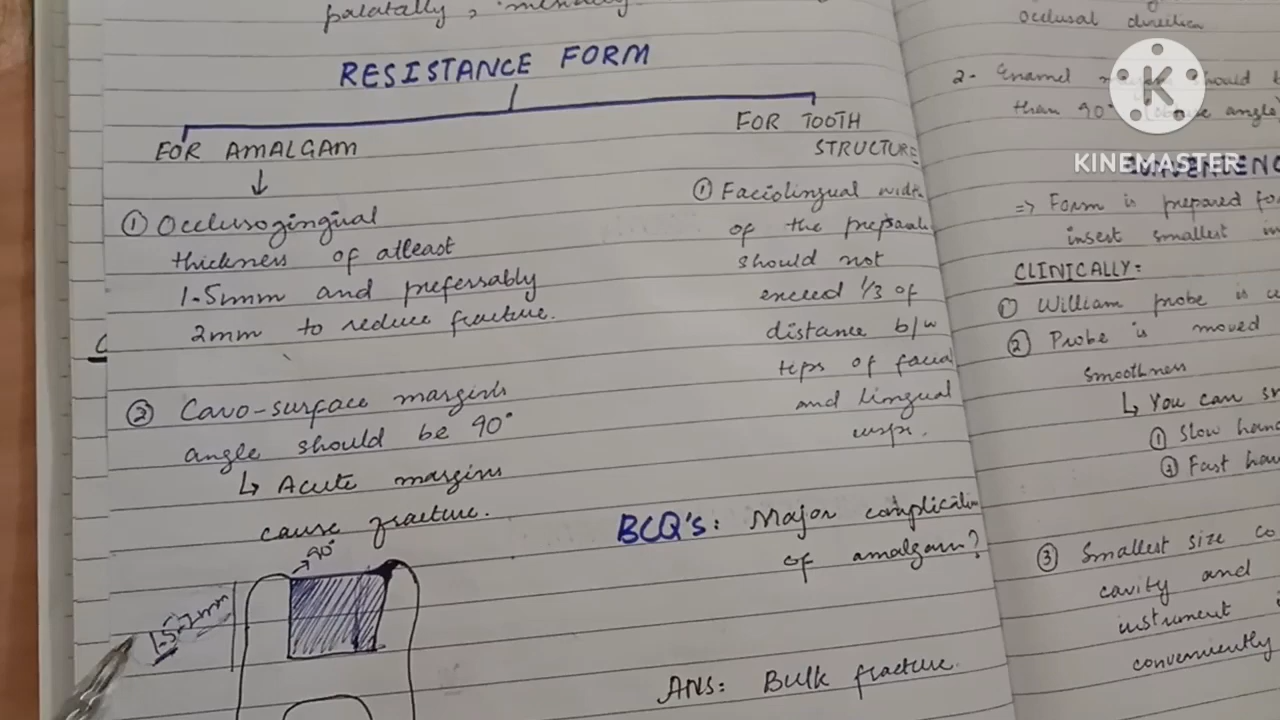 palatally, mesially
RESISTANCE FORM
FOR AMALGAM
① Occlusogingival
thickness of atleast
1.5mm and preferrably
2mm to reduce fracture.
② Cavo-surface margins
angle should be 90°
↳ Acute margins
cause fracture.
90°
1.5-2mm
FOR TOOTH
STRUCTURE
① Faciolingual width
of the
should not
exceed 1/3 of
distance b/w
tips of facial
and lingual
cusps.
BCQ's: Major complication
of amalgam?
ANS: Bulk fracture.
occlusal direction
2- Enamel should
than 90° angle
⇒ Form is prepared
insert smallest
CLINICALLY:
① William probe is
② Probe is moved
smoothness
↳ You can
① Slow
② Fast
③ Smallest size
cavity and
instrument
conveniently
KINEMASTER